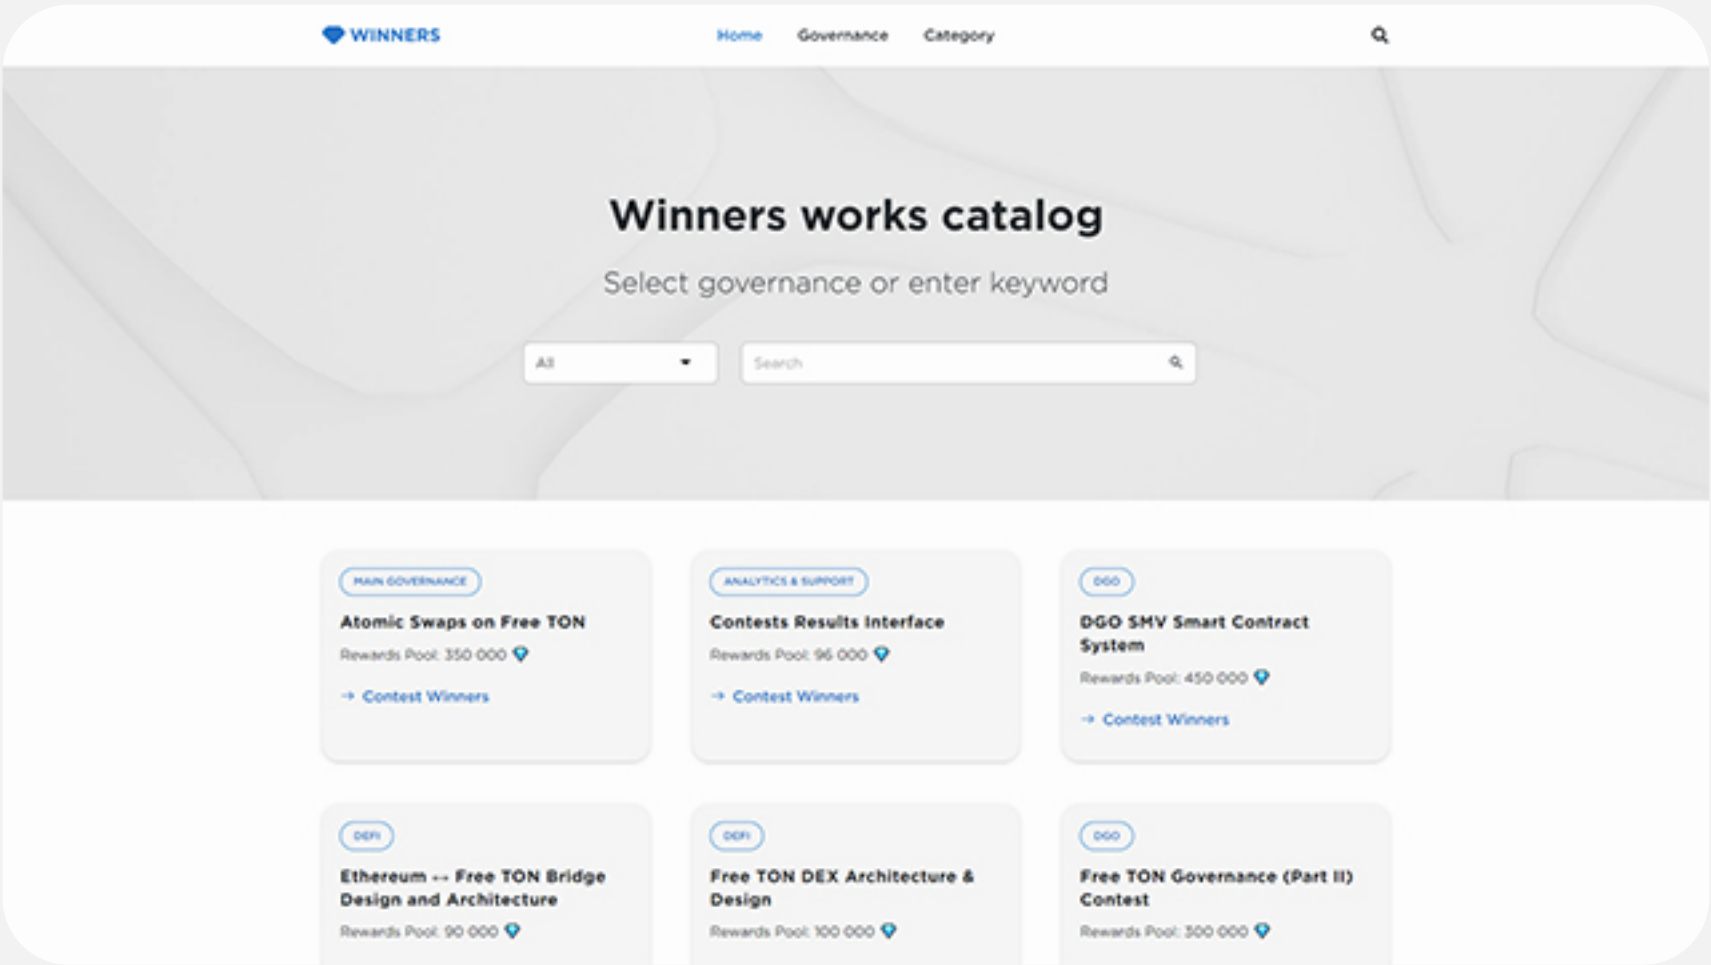 WINNERS
Home Governance Category
Winners works catalog
Select governance or enter keyword
All
Search
MAIN GOVERNANCE
Atomic Swaps on Free TON
Rewards Pool: 350 000
→ Contest Winners
ANALYTICS & SUPPORT
Contests Results Interface
Rewards Pool: 96 000
→ Contest Winners
DGO
DGO SMV Smart Contract
System
Rewards Pool: 450 000
→ Contest Winners
DEFI
Ethereum ↔ Free TON Bridge
Design and Architecture
Rewards Pool: 90 000
DEFI
Free TON DEX Architecture &
Design
Rewards Pool: 100 000
DGO
Free TON Governance (Part II)
Contest
Rewards Pool: 300 000